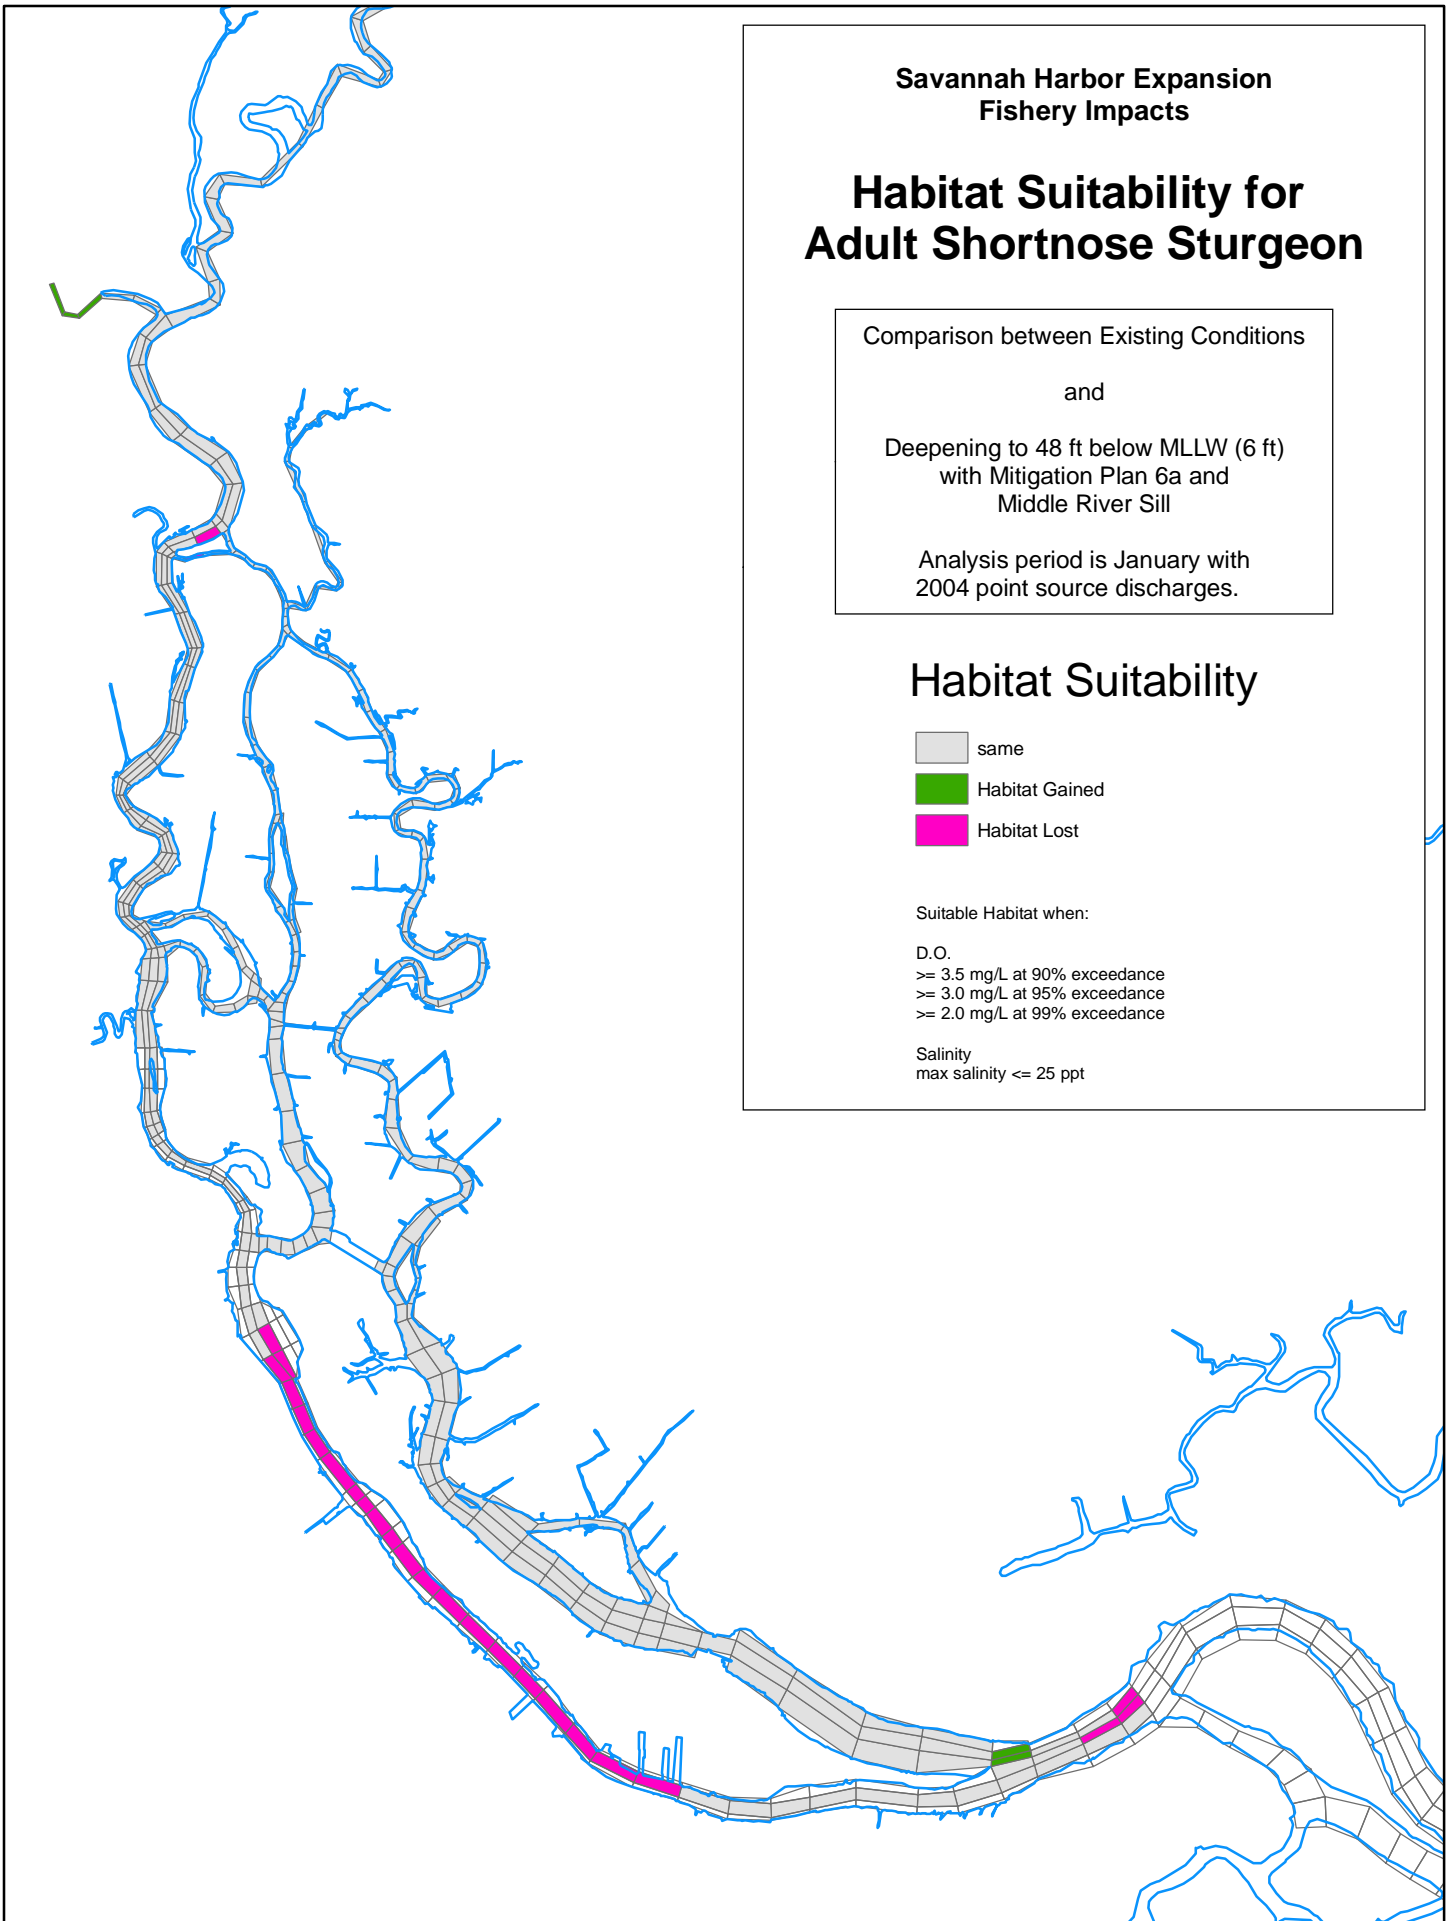 Savannah Harbor Expansion
Fishery Impacts
Habitat Suitability for
Adult Shortnose Sturgeon
Comparison between Existing Conditions
and
Deepening to 48 ft below MLLW (6 ft)
with Mitigation Plan 6a and
Middle River Sill
Analysis period is January with
2004 point source discharges.
Habitat Suitability
same
Habitat Gained
Habitat Lost
Suitable Habitat when:
D.O.
>= 3.5 mg/L at 90% exceedance
>= 3.0 mg/L at 95% exceedance
>= 2.0 mg/L at 99% exceedance
Salinity
max salinity <= 25 ppt